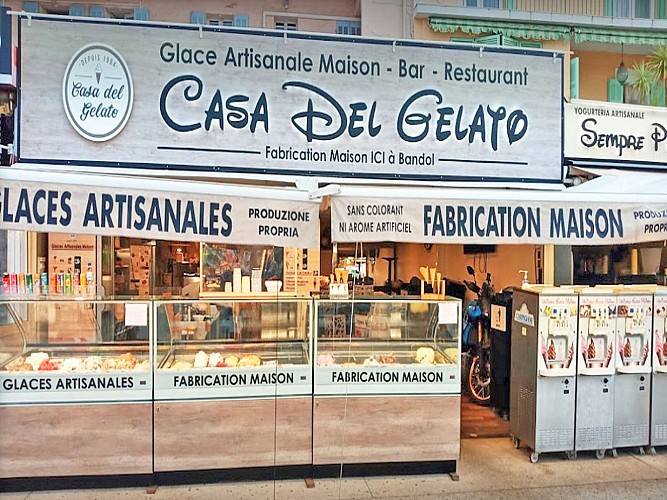 DEPUIS 1984
Casa del
Gelato
Glace Artisanale Maison - Bar - Restaurant
CASA DEL GELATO
Fabrication Maison ICI à Bandol
YOGURTERIA ARTISANALE
SEMPRE P
GLACES ARTISANALES
PRODUZIONE
PROPRIA
SANS COLORANT
NI AROME ARTIFICIEL
FABRICATION MAISON
PRODU
PROP
GLACES ARTISANALES
FABRICATION MAISON
FABRICATION MAISON